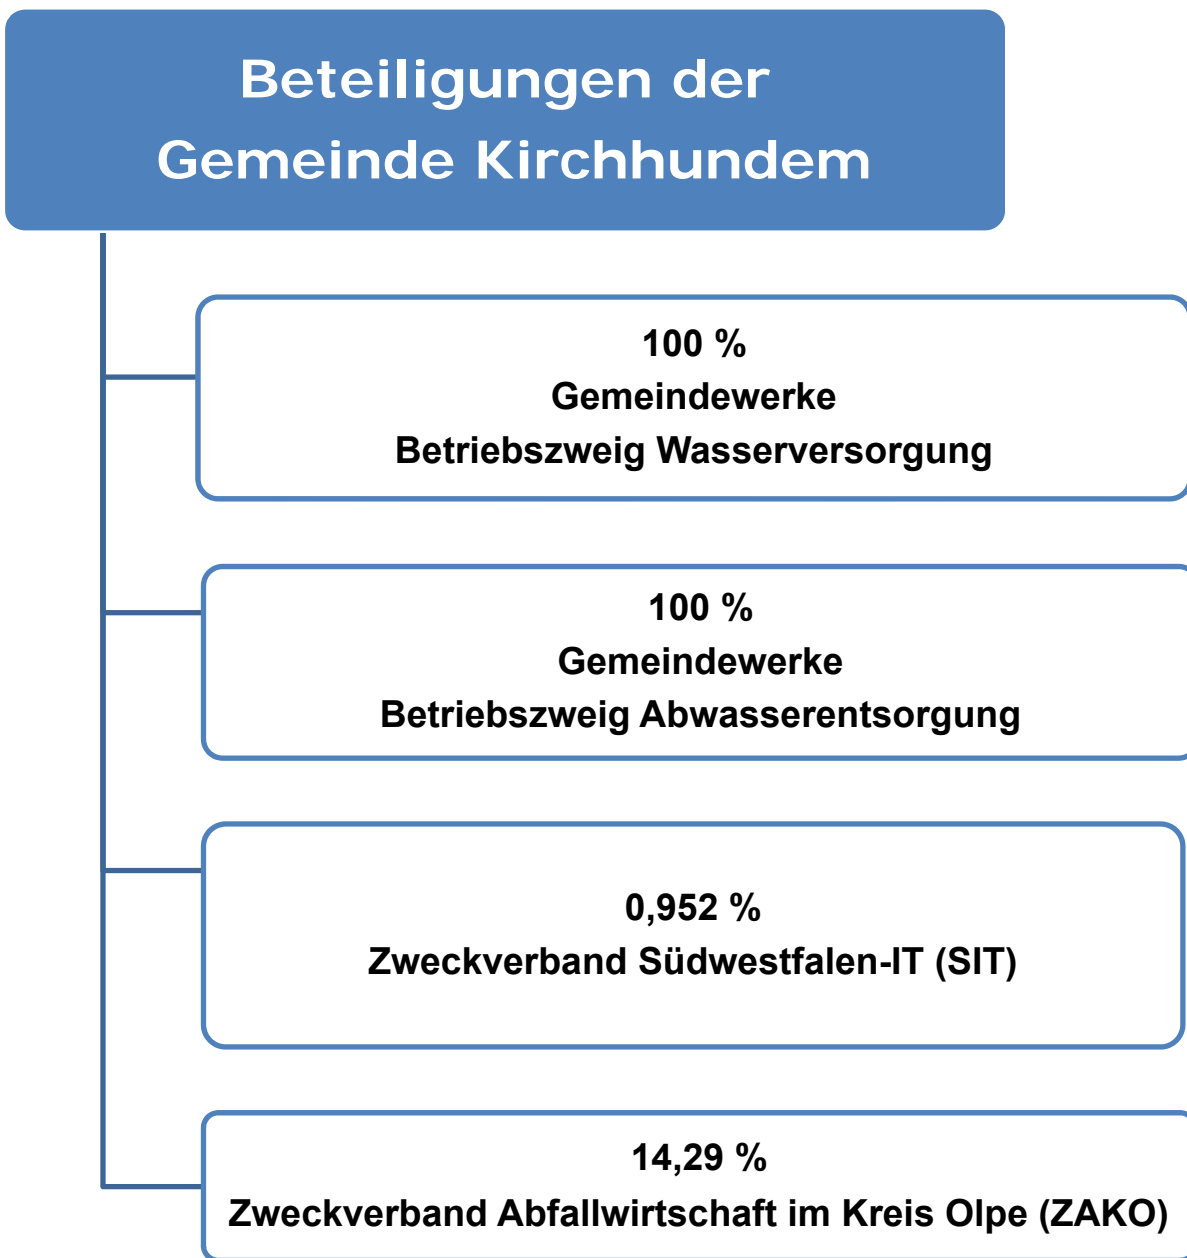 Beteiligungen der
Gemeinde Kirchhundem
100 %
Gemeindewerke
Betriebszweig Wasserversorgung
100 %
Gemeindewerke
Betriebszweig Abwasserentsorgung
0,952 %
Zweckverband Südwestfalen-IT (SIT)
14,29 %
Zweckverband Abfallwirtschaft im Kreis Olpe (ZAKO)